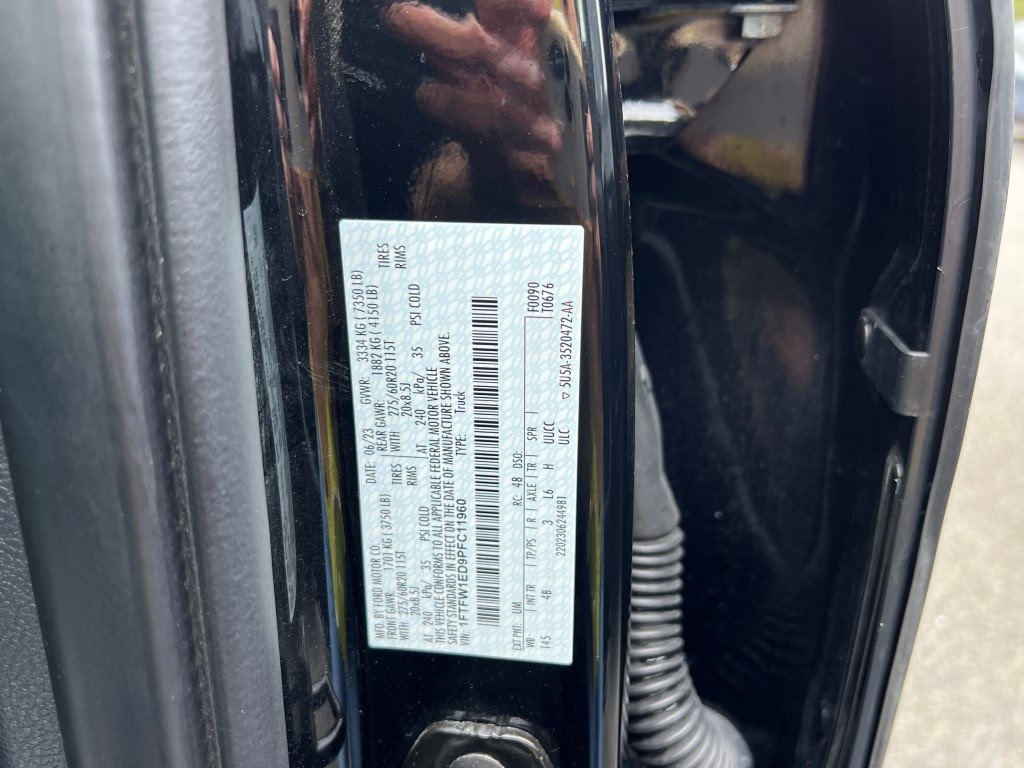 MFD. BY FORD MOTOR CO.
DATE: 06/23 GVWR: 3334 KG ( 7350 LB)
FRONT GAWR: 1701 KG ( 3750 LB) REAR GAWR: 1882 KG ( 4150 LB)
WITH 275/60R20 115T TIRES WITH 275/60R20 115T TIRES
20x8.5J RIMS 20x8.5J RIMS
AT 240 kPa/ 35 PSI COLD AT 240 kPa/ 35 PSI COLD
THIS VEHICLE CONFORMS TO ALL APPLICABLE FEDERAL MOTOR VEHICLE
SAFETY STANDARDS IN EFFECT ON THE DATE OF MANUFACTURE SHOWN ABOVE.
VIN: 1FTFW1ED9PFC11960 TYPE: Truck
F0090
EXT PNT: UM RC: 48 DSO: T0676
WB INT TR TP/PS R AXLE TR SPR
145 4B 3 L6 H UUCC
ULC
2202306244981 5U5A-3520472-AA